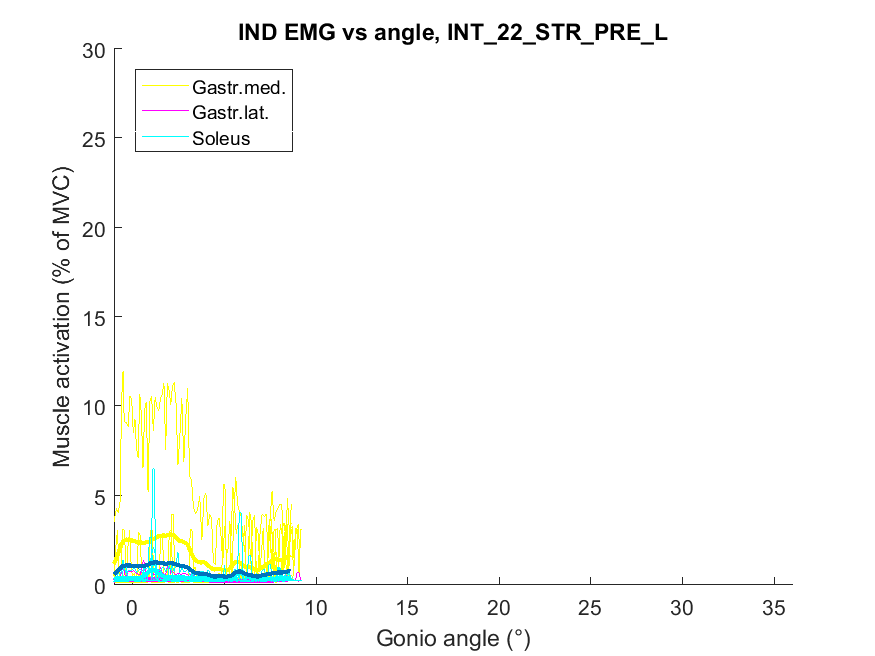 IND EMG vs angle, INT_22_STR_PRE_L
30
25
20
15
10
5
0
Muscle activation (% of MVC)
Gastr.med.
Gastr.lat.
Soleus
0 5 10 15 20 25 30 35
Gonio angle (°)